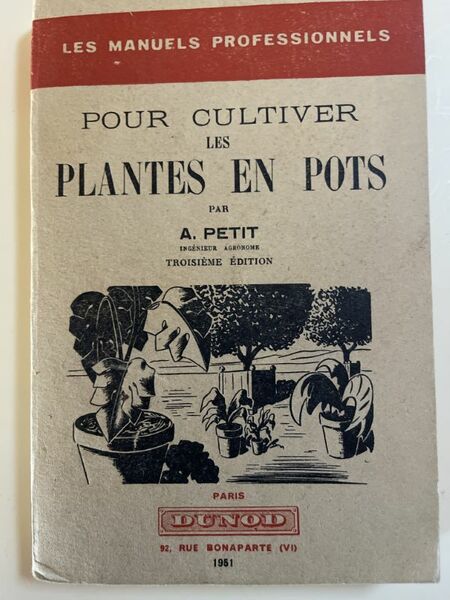 LES MANUELS PROFESSIONNELS
POUR CULTIVER
LES
PLANTES EN POTS
PAR
A. PETIT
INGÉNIEUR AGRONOME
TROISIÈME ÉDITION
PARIS
DUNOD
92, RUE BONAPARTE (VI)
1951